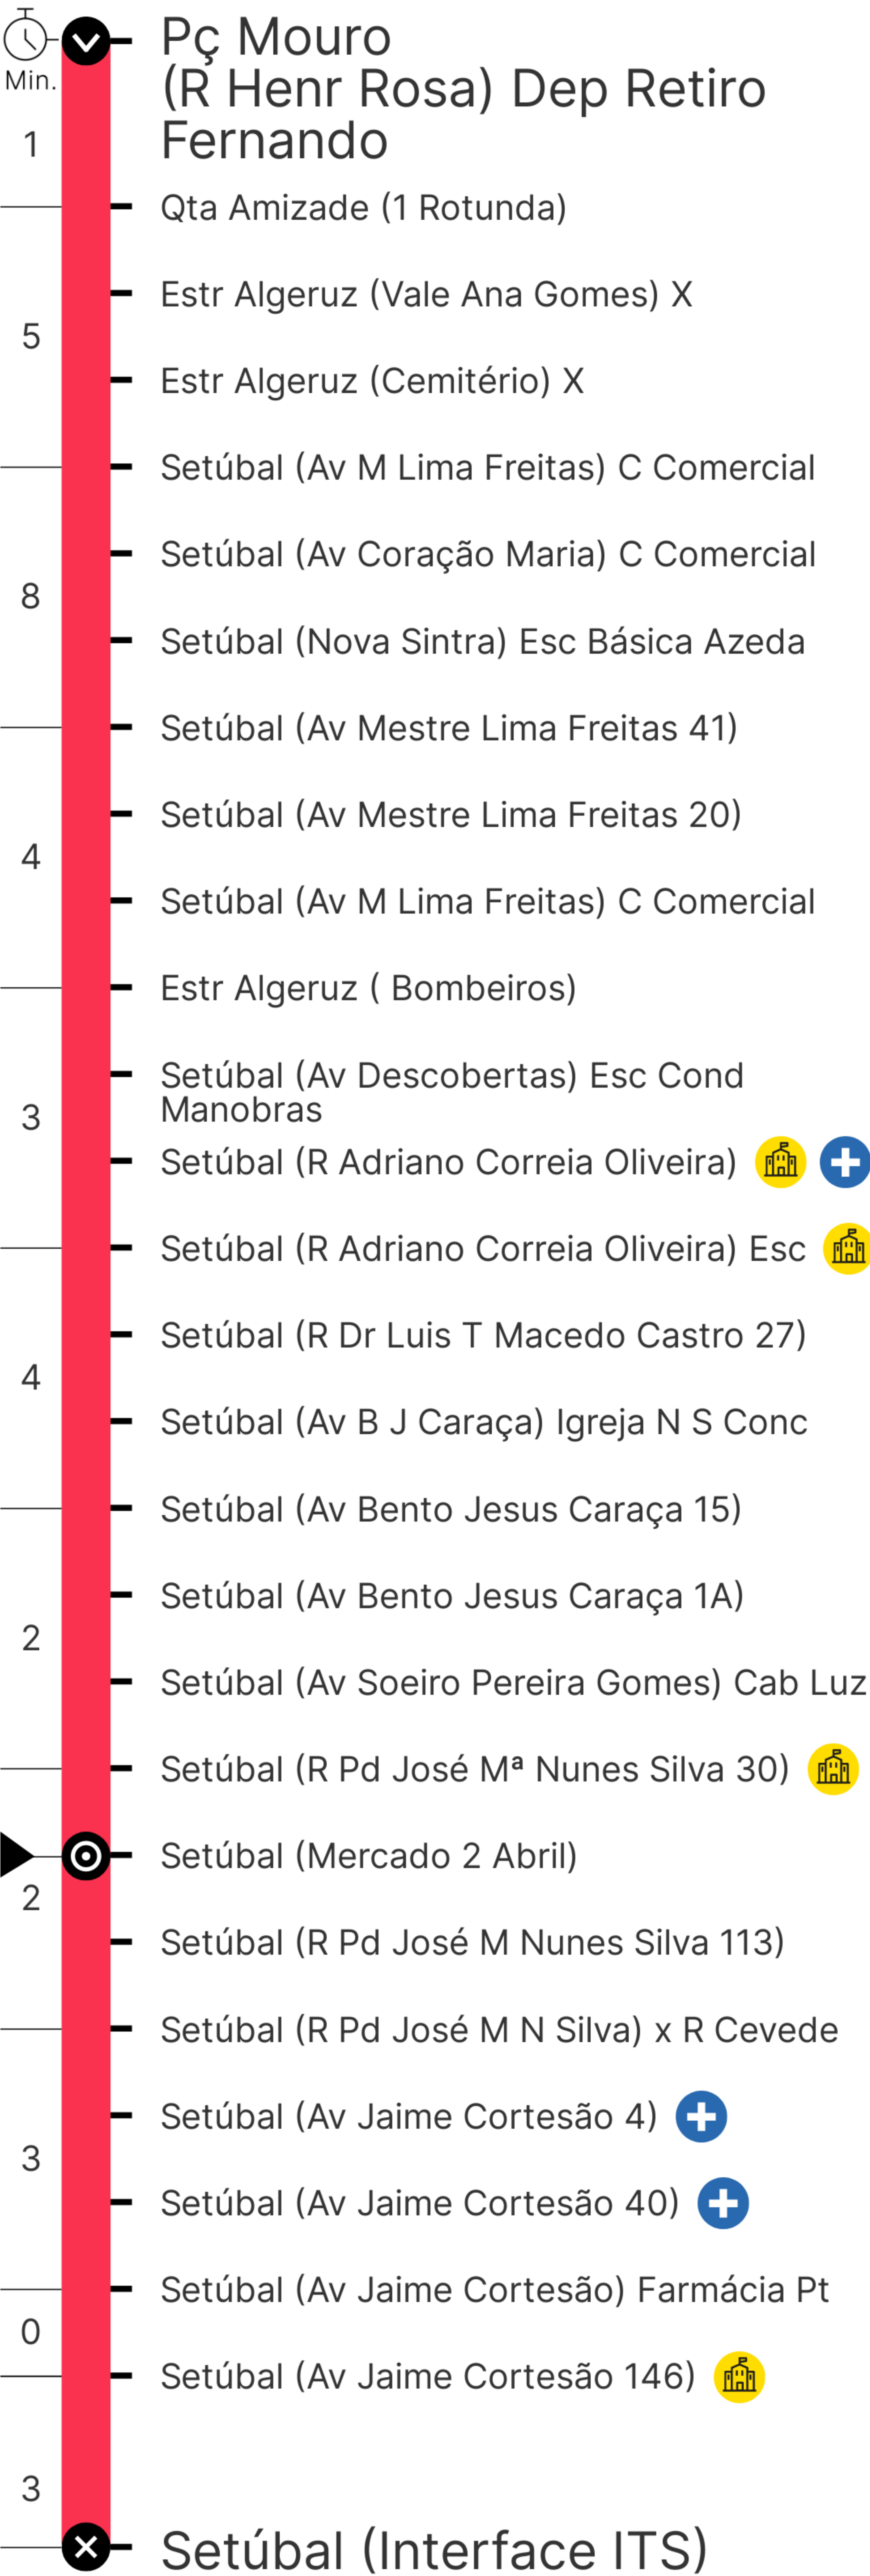 Pç Mouro
Min.
(R Henr Rosa) Dep Retiro
Fernando
1
Qta Amizade (1 Rotunda)
Estr Algeruz (Vale Ana Gomes) X
5
Estr Algeruz (Cemitério) X
Setúbal (Av M Lima Freitas) C Comercial
Setúbal (Av Coração Maria) C Comercial
8
Setúbal (Nova Sintra) Esc Básica Azeda
Setúbal (Av Mestre Lima Freitas 41)
Setúbal (Av Mestre Lima Freitas 20)
4
Setúbal (Av M Lima Freitas) C Comercial
Estr Algeruz ( Bombeiros)
Setúbal (Av Descobertas) Esc Cond
Manobras
3
Setúbal (R Adriano Correia Oliveira)
Setúbal (R Adriano Correia Oliveira) Esc
Setúbal (R Dr Luis T Macedo Castro 27)
4
Setúbal (Av B J Caraça) Igreja N S Conc
Setúbal (Av Bento Jesus Caraça 15)
Setúbal (Av Bento Jesus Caraça 1A)
2
Setúbal (Av Soeiro Pereira Gomes) Cab Luz
Setúbal (R Pd José Mª Nunes Silva 30)
Setúbal (Mercado 2 Abril)
2
Setúbal (R Pd José M Nunes Silva 113)
Setúbal (R Pd José M N Silva) x R Cevede
Setúbal (Av Jaime Cortesão 4)
3
Setúbal (Av Jaime Cortesão 40)
Setúbal (Av Jaime Cortesão) Farmácia Pt
0
Setúbal (Av Jaime Cortesão 146)
3
Setúbal (Interface ITS)